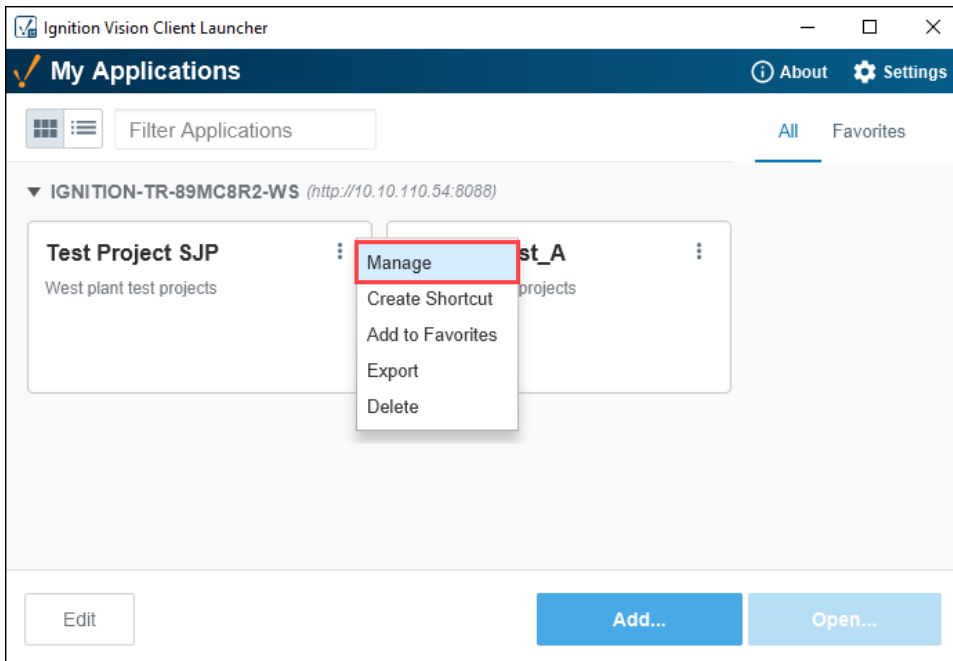 Ignition Vision Client Launcher
My Applications
About
Settings
Filter Applications
All
Favorites
IGNITION-TR-89MC8R2-WS (http://10.10.110.54:8088)
Test Project SJP
West plant test projects
st_A
projects
Manage
Create Shortcut
Add to Favorites
Export
Delete
Edit
Add...
Open...